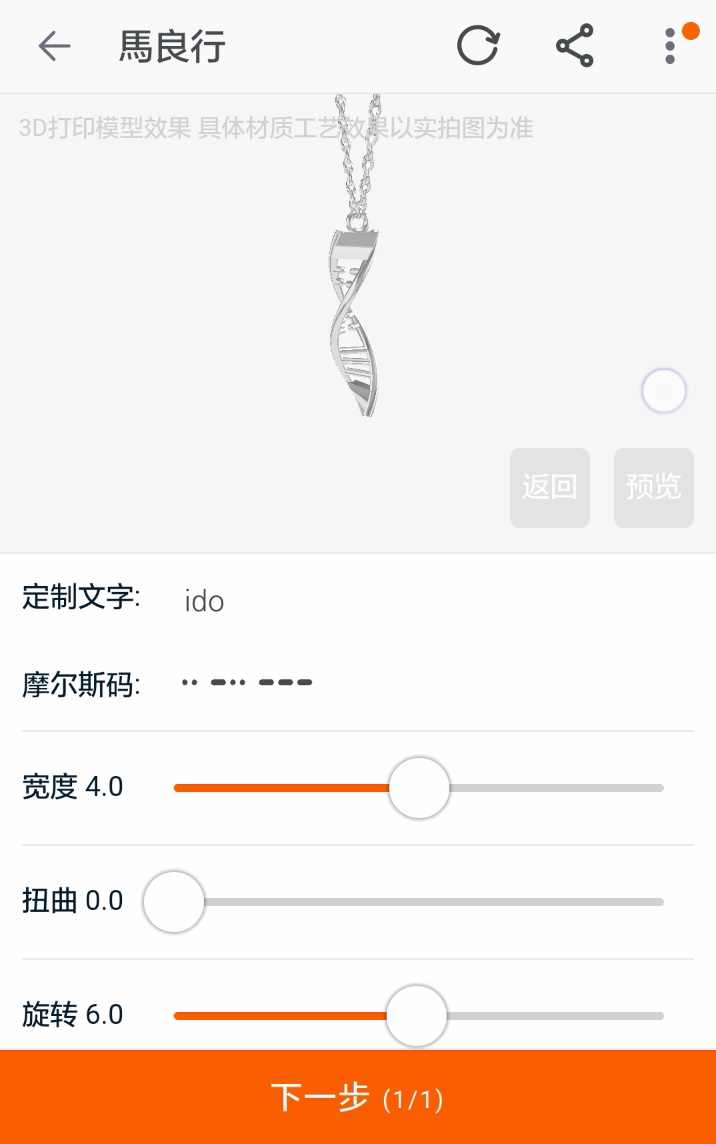 馬良行
3D打印模型效果 具体材质工艺效果以实拍图为准
返回 预览
定制文字: ido
摩尔斯码: ·· −·· −−−
宽度 4.0
扭曲 0.0
旋转 6.0
下一步 (1/1)